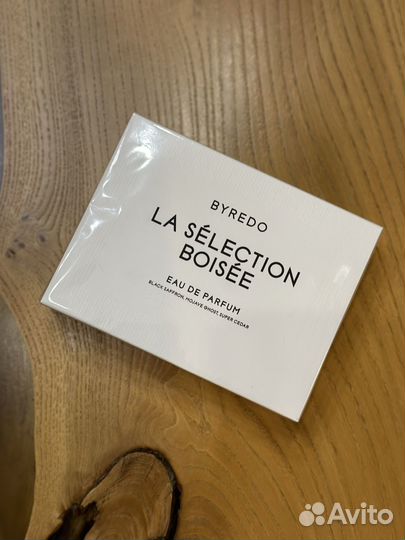 BYREDO
LA SÉLECTION
BOISÉE
EAU DE PARFUM
BLACK SAFFRON, MOJAVE GHOST, SUPER CEDAR
Avito